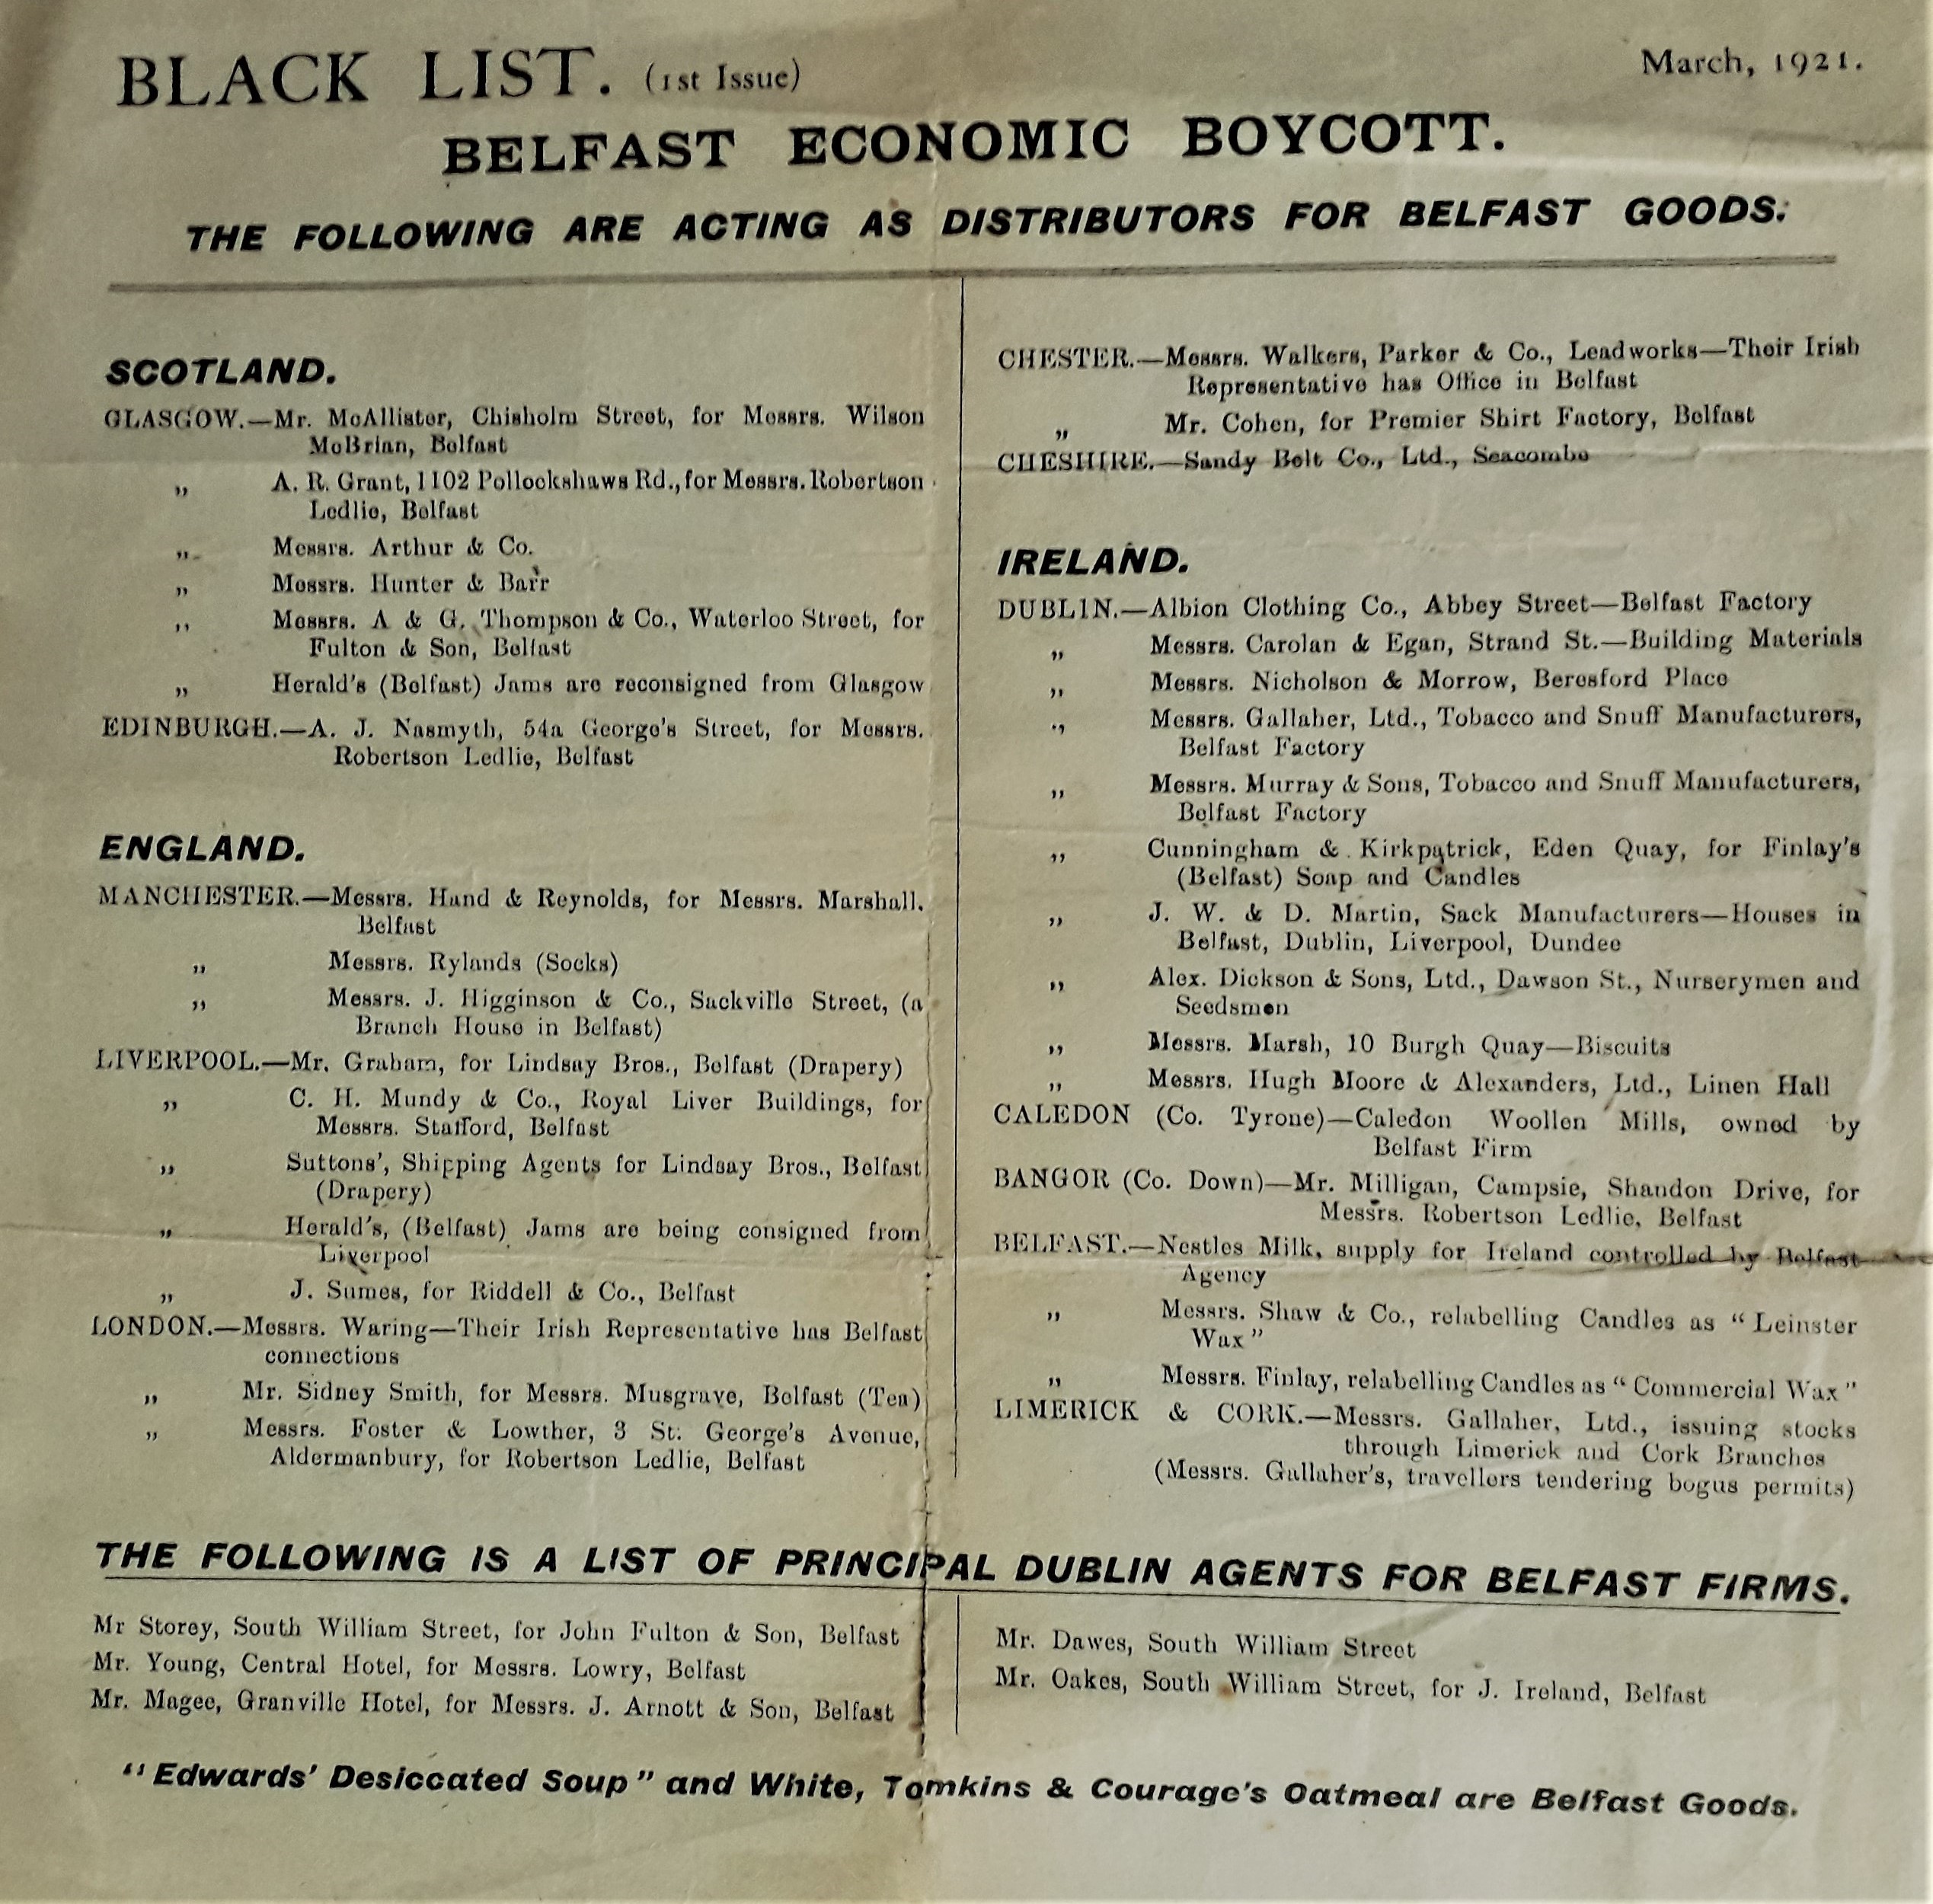 BLACK LIST. (1st Issue)
March, 1921.
BELFAST ECONOMIC BOYCOTT.
THE FOLLOWING ARE ACTING AS DISTRIBUTORS FOR BELFAST GOODS.
SCOTLAND.
GLASGOW.—Mr. McAllister, Chisholm Street, for Messrs. Wilson
McBrian, Belfast
„ A. R. Grant, 1102 Pollockshaws Rd., for Messrs. Robertson
Ledlie, Belfast
„ Messrs. Arthur & Co.
„ Messrs. Hunter & Barr
„ Messrs. A & G. Thompson & Co., Waterloo Street, for
Fulton & Son, Belfast
„ Herald's (Belfast) Jams are reconsigned from Glasgow
EDINBURGH.—A. J. Nasmyth, 54a George's Street, for Messrs.
Robertson Ledlie, Belfast
ENGLAND.
MANCHESTER.—Messrs. Hand & Reynolds, for Messrs. Marshall,
Belfast
„ Messrs. Rylands (Socks)
„ Messrs. J. Higginson & Co., Sackville Street, (a
Branch House in Belfast)
LIVERPOOL.—Mr. Graham, for Lindsay Bros., Belfast (Drapery)
„ C. H. Mundy & Co., Royal Liver Buildings, for
Messrs. Stafford, Belfast
„ Suttons', Shipping Agents for Lindsay Bros., Belfast
(Drapery)
„ Herald's, (Belfast) Jams are being consigned from
Liverpool
„ J. Sumes, for Riddell & Co., Belfast
LONDON.—Messrs. Waring—Their Irish Representative has Belfast
connections
„ Mr. Sidney Smith, for Messrs. Musgrave, Belfast (Tea)
„ Messrs. Foster & Lowther, 3 St. George's Avenue,
Aldermanbury, for Robertson Ledlie, Belfast
CHESTER.—Messrs. Walkers, Parker & Co., Leadworks—Their Irish
Representative has Office in Belfast
„ Mr. Cohen, for Premier Shirt Factory, Belfast
CHESHIRE.—Sandy Belt Co., Ltd., Seacombe
IRELAND.
DUBLIN.—Albion Clothing Co., Abbey Street—Belfast Factory
„ Messrs. Carolan & Egan, Strand St.—Building Materials
„ Messrs. Nicholson & Morrow, Beresford Place
„ Messrs. Gallaher, Ltd., Tobacco and Snuff Manufacturers,
Belfast Factory
„ Messrs. Murray & Sons, Tobacco and Snuff Manufacturers,
Belfast Factory
„ Cunningham & Kirkpatrick, Eden Quay, for Finlay's
(Belfast) Soap and Candles
„ J. W. & D. Martin, Sack Manufacturers—Houses in
Belfast, Dublin, Liverpool, Dundee
„ Alex. Dickson & Sons, Ltd., Dawson St., Nurserymen and
Seedsmen
„ Messrs. Marsh, 10 Burgh Quay—Biscuits
„ Messrs. Hugh Moore & Alexanders, Ltd., Linen Hall
CALEDON (Co. Tyrone)—Caledon Woollen Mills, owned by
Belfast Firm
BANGOR (Co. Down)—Mr. Milligan, Campsie, Shandon Drive, for
Messrs. Robertson Ledlie, Belfast
BELFAST.—Nestles Milk, supply for Ireland controlled by Belfast
Agency
„ Messrs. Shaw & Co., relabelling Candles as "Leinster
Wax"
„ Messrs. Finlay, relabelling Candles as "Commercial Wax"
LIMERICK & CORK.—Messrs. Gallaher, Ltd., issuing stocks
through Limerick and Cork Branches
(Messrs. Gallaher's, travellers tendering bogus permits)
THE FOLLOWING IS A LIST OF PRINCIPAL DUBLIN AGENTS FOR BELFAST FIRMS.
Mr Storey, South William Street, for John Fulton & Son, Belfast
Mr. Young, Central Hotel, for Messrs. Lowry, Belfast
Mr. Magee, Granville Hotel, for Messrs. J. Arnott & Son, Belfast
Mr. Dawes, South William Street
Mr. Oakes, South William Street, for J. Ireland, Belfast
"Edwards' Desiccated Soup" and White, Tomkins & Courage's Oatmeal are Belfast Goods.